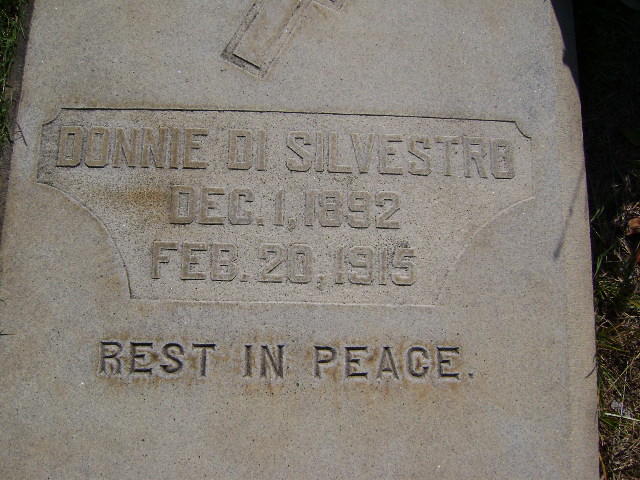 DONNIE DI SILVESTRO
DEC. 1, 1892
FEB. 20, 1915
REST IN PEACE.